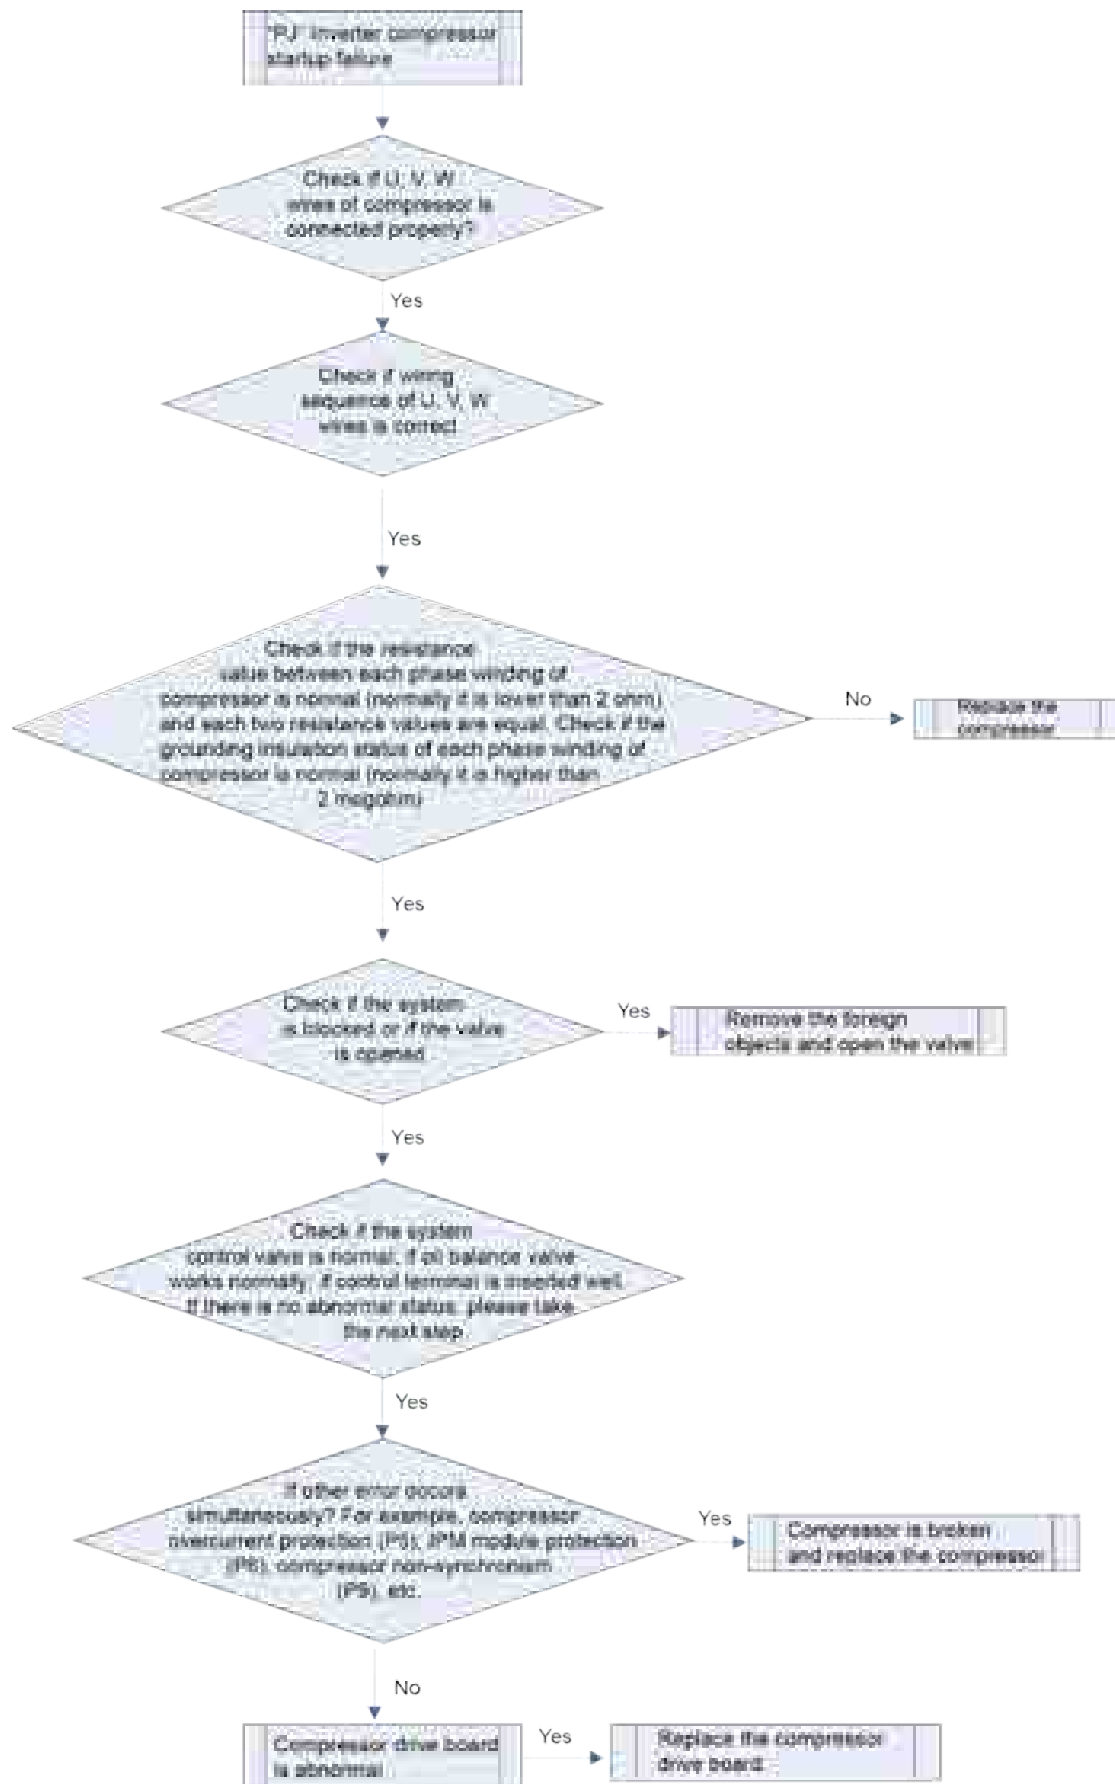 "PJ" Inverter compressor
startup failure
Check if U, V, W
wires of compressor is
connected properly?
Yes
Check if wiring
sequence of U, V, W
wires is correct
Yes
Check if the resistance
value between each phase winding of
compressor is normal (normally it is lower than 2 ohm)
and each two resistance values are equal. Check if the
grounding insulation status of each phase winding of
compressor is normal (normally it is higher than
2 megohm)
No
Replace the
compressor
Yes
Check if the system
is blocked or if the valve
is opened
Yes
Remove the foreign
objects and open the valve
Yes
Check if the system
control valve is normal, if oil balance valve
works normally, if control terminal is inserted well.
If there is no abnormal status, please take
the next step
Yes
If other error occurs
simultaneously? For example, compressor
overcurrent protection (P5), IPM module protection
(P6), compressor non-synchronism
(P9), etc.
Yes
Compressor is broken
and replace the compressor
No
Compressor drive board
is abnormal
Yes
Replace the compressor
drive board